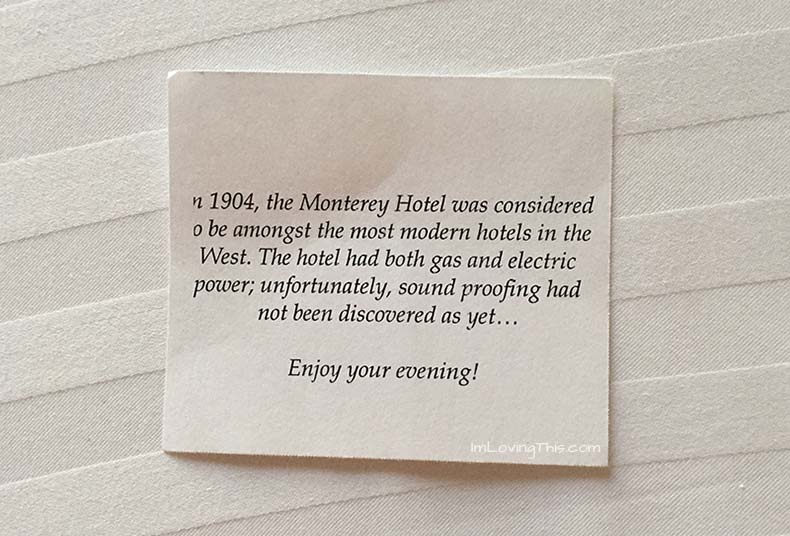 n 1904, the Monterey Hotel was considered
o be amongst the most modern hotels in the
West. The hotel had both gas and electric
power; unfortunately, sound proofing had
not been discovered as yet…
Enjoy your evening!
ImLovingThis.com